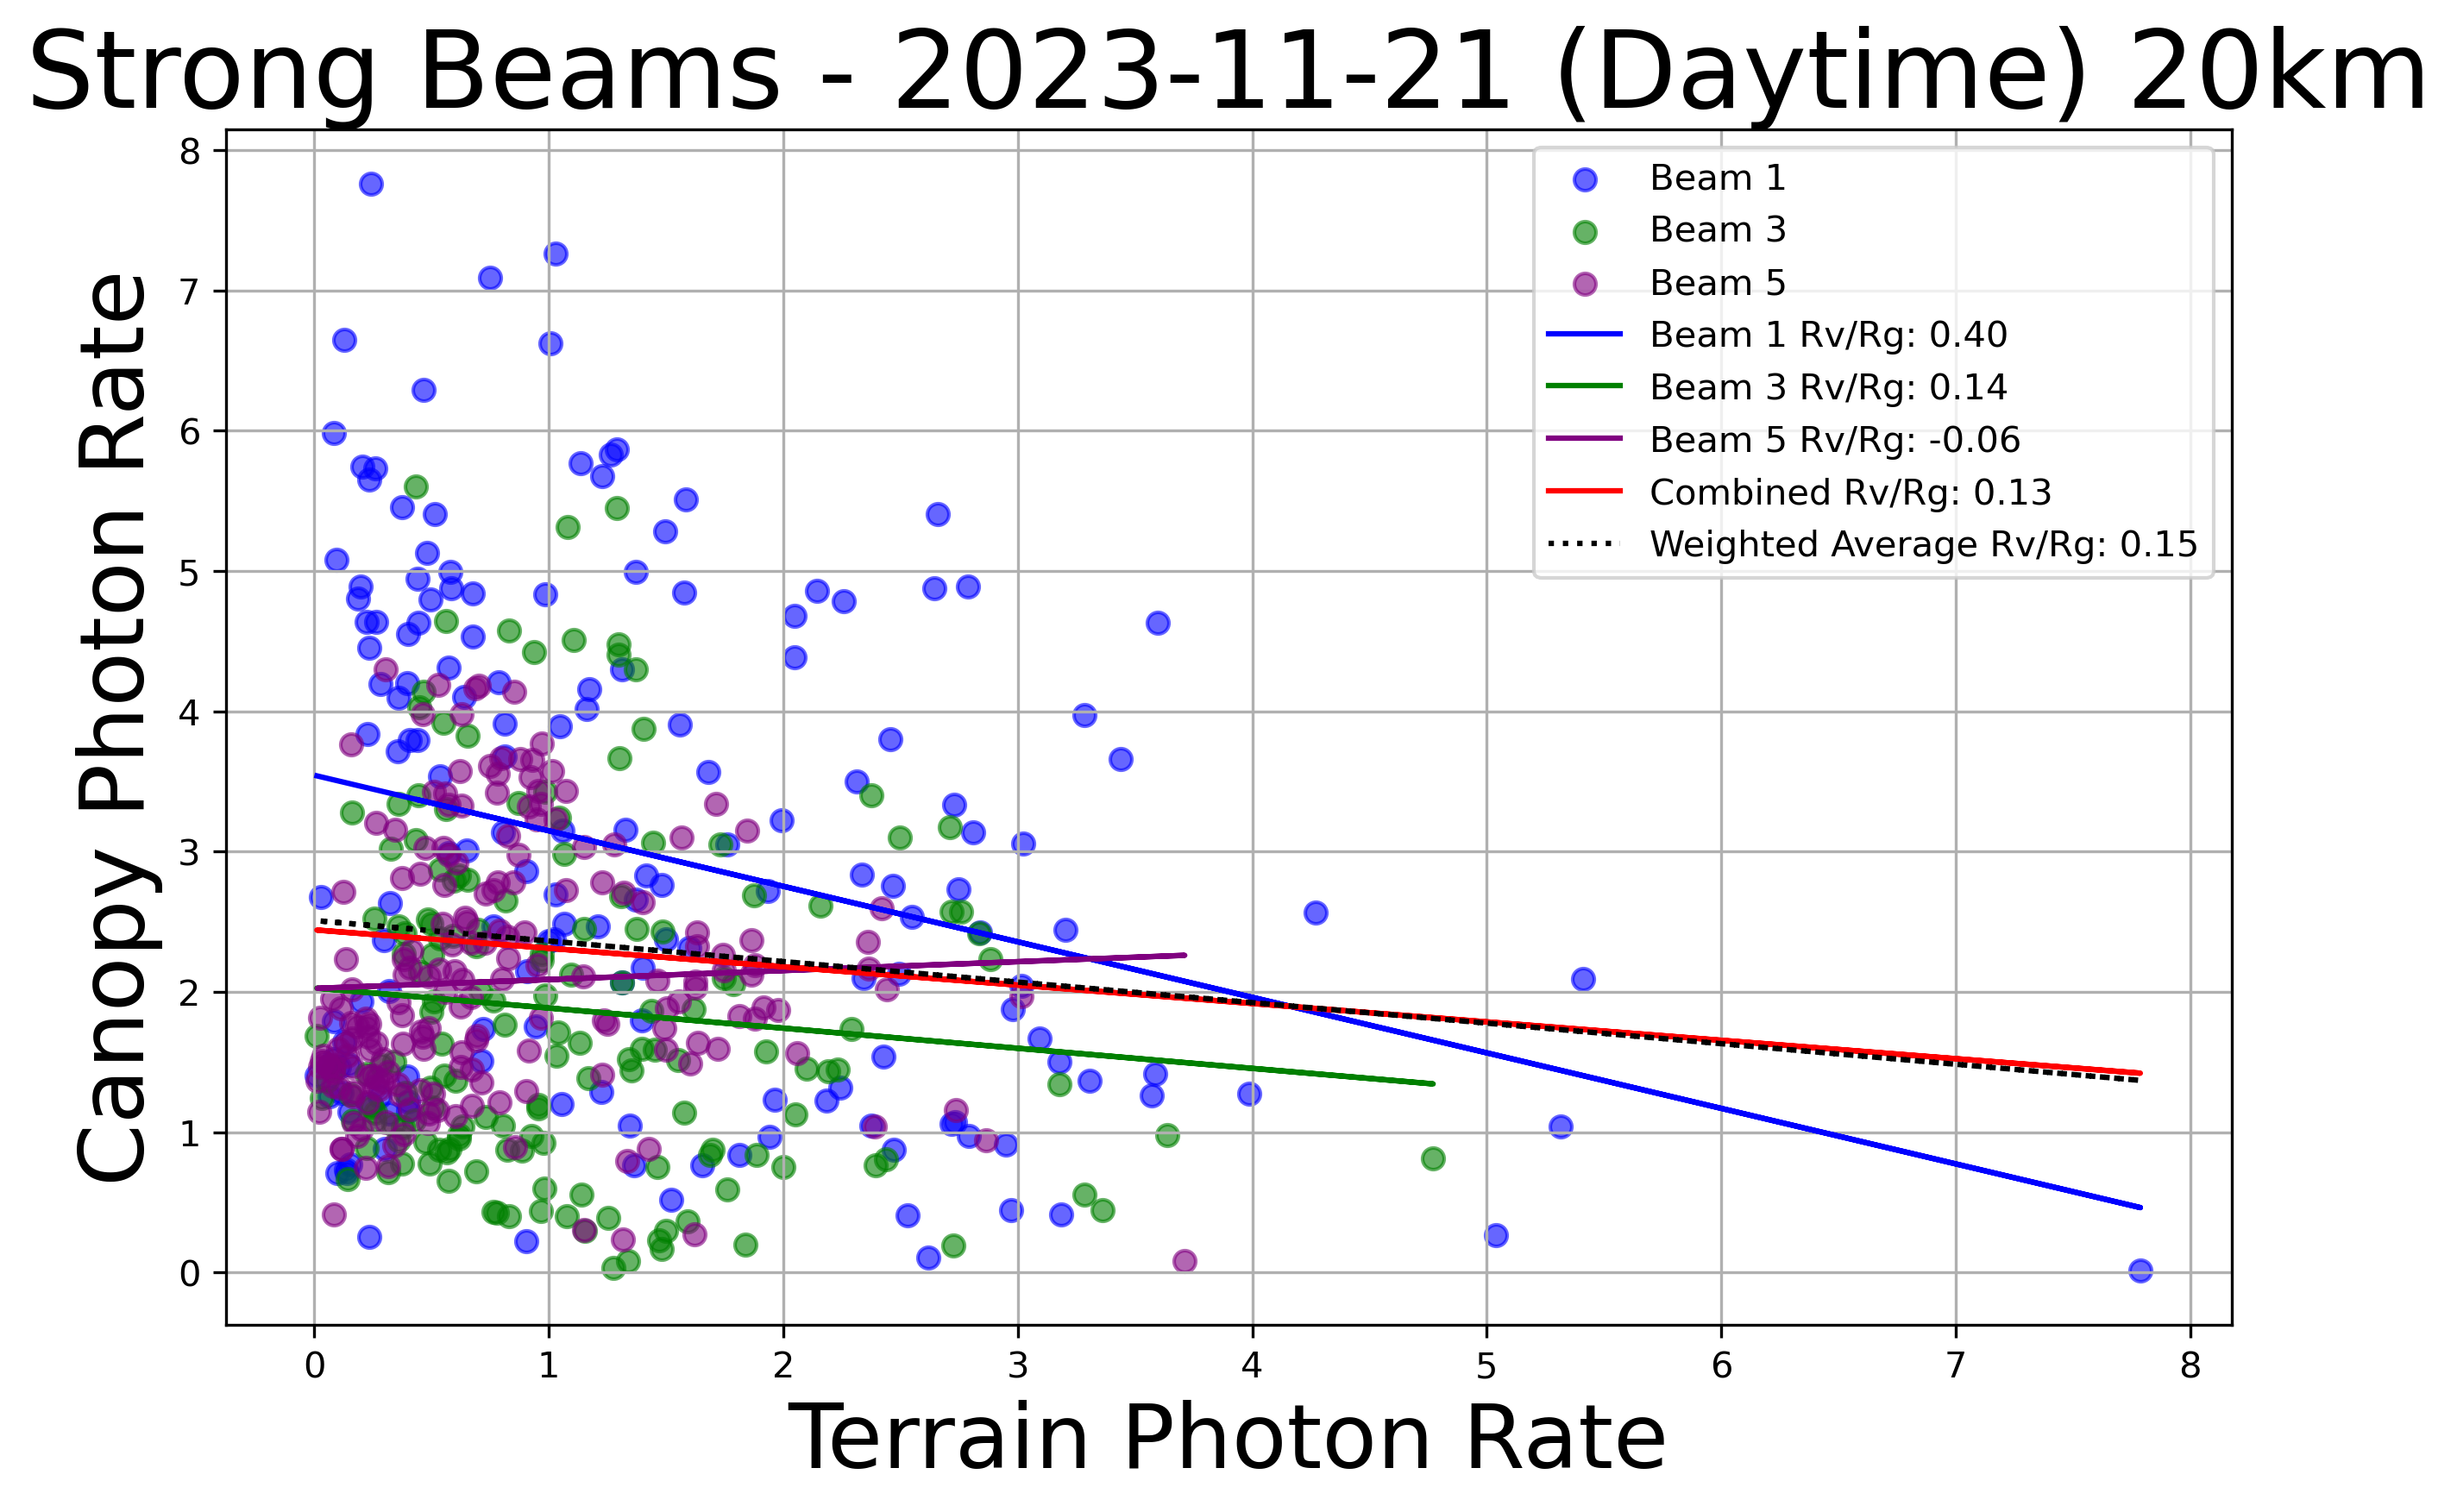 Strong Beams - 2023-11-21 (Daytime) 20km
8
7
6
5
4
3
2
1
0
Canopy Photon Rate
Beam 1
Beam 3
Beam 5
Beam 1 Rv/Rg: 0.40
Beam 3 Rv/Rg: 0.14
Beam 5 Rv/Rg: -0.06
Combined Rv/Rg: 0.13
Weighted Average Rv/Rg: 0.15
0 1 2 3 4 5 6 7 8
Terrain Photon Rate